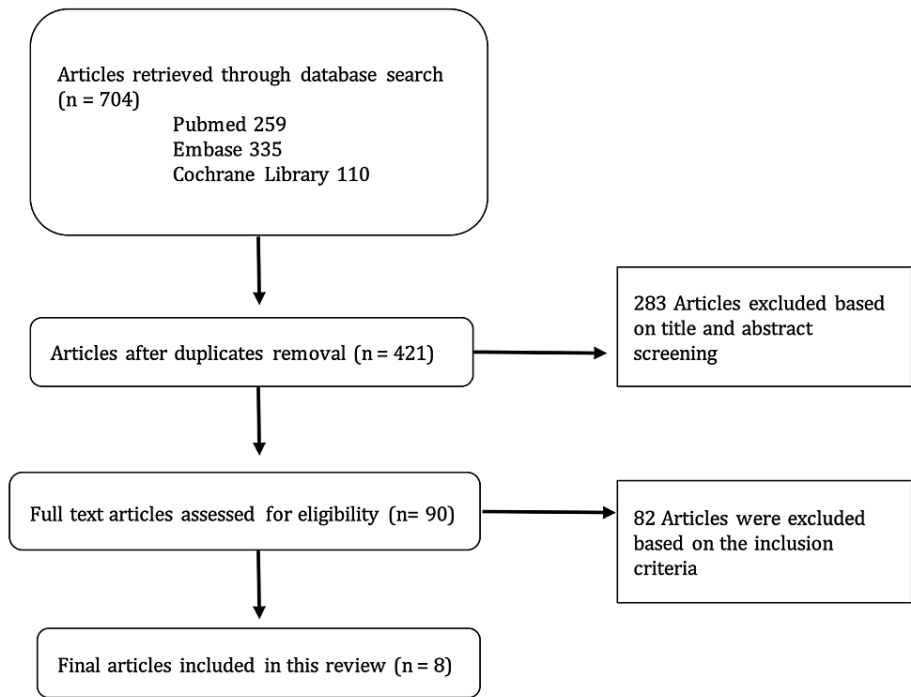 Articles retrieved through database search
(n = 704)
Pubmed 259
Embase 335
Cochrane Library 110
283 Articles excluded based
on title and abstract
screening
Articles after duplicates removal (n = 421)
Full text articles assessed for eligibility (n= 90)
82 Articles were excluded
based on the inclusion
criteria
Final articles included in this review (n = 8)